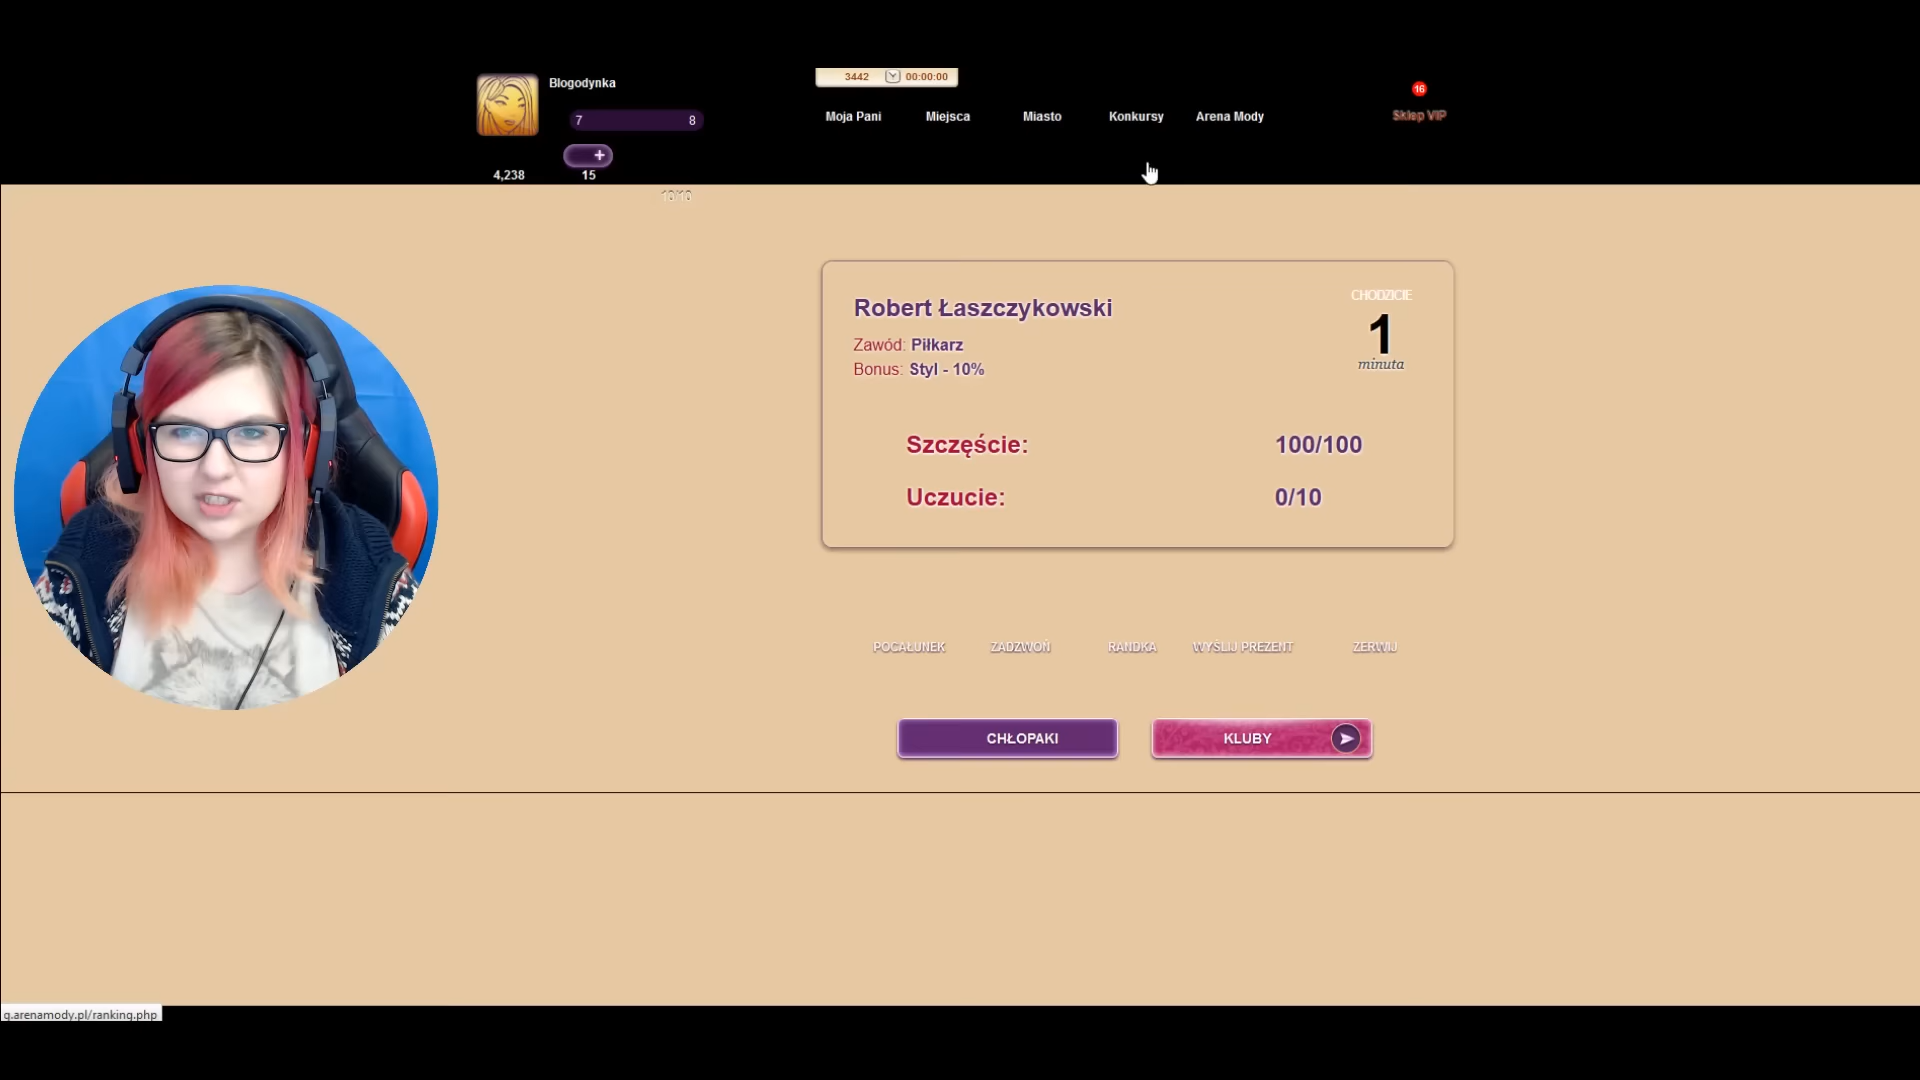 Blogodynka
3442 00:00:00
16
7 8
Moja Pani Miejsca Miasto Konkursy Arena Mody Sklep VIP
+
4,238 15
10/10
Robert Łaszczykowski
CHODZICIE
1
minuta
Zawód: Piłkarz
Bonus: Styl - 10%
Szczęście: 100/100
Uczucie: 0/10
POCAŁUNEK ZADZWOŃ RANDKA WYŚLIJ PREZENT ZERWIJ
CHŁOPAKI KLUBY
g.arenamody.pl/ranking.php